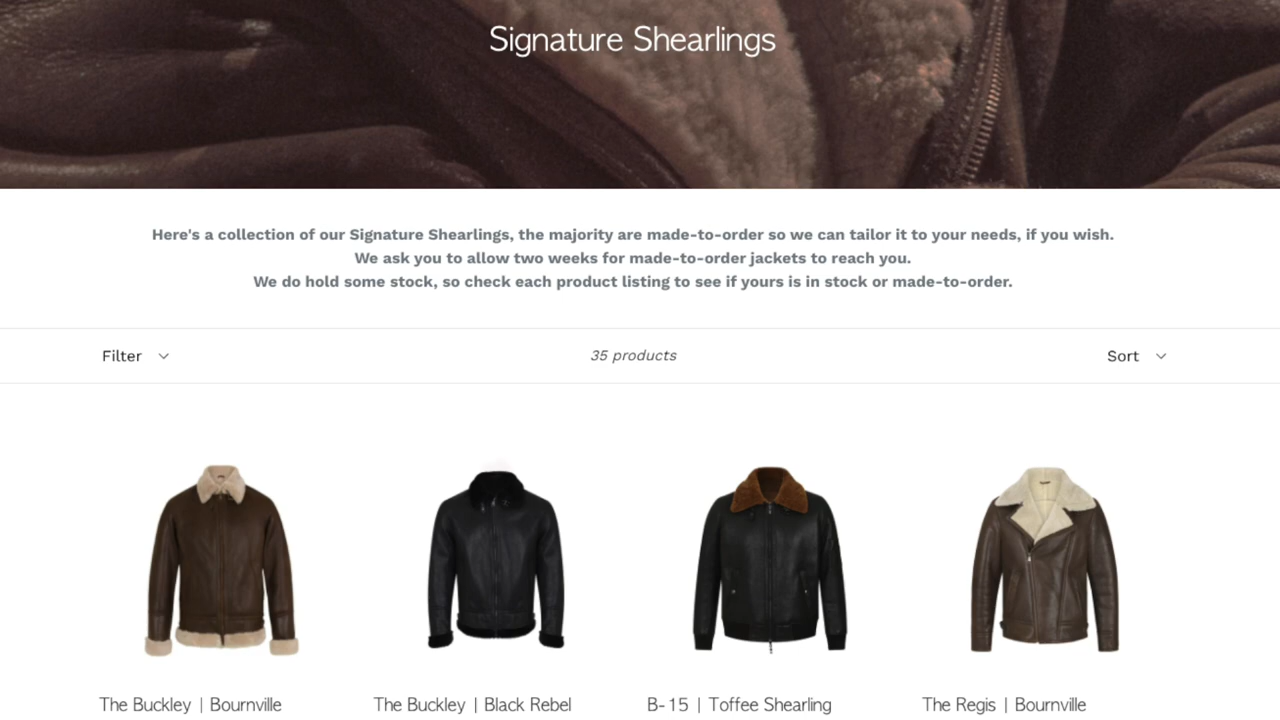 Signature Shearlings
Here's a collection of our Signature Shearlings, the majority are made-to-order so we can tailor it to your needs, if you wish.
We ask you to allow two weeks for made-to-order jackets to reach you.
We do hold some stock, so check each product listing to see if yours is in stock or made-to-order.
Filter
35 products
Sort
The Buckley | Bournville
The Buckley | Black Rebel
B-15 | Toffee Shearling
The Regis | Bournville